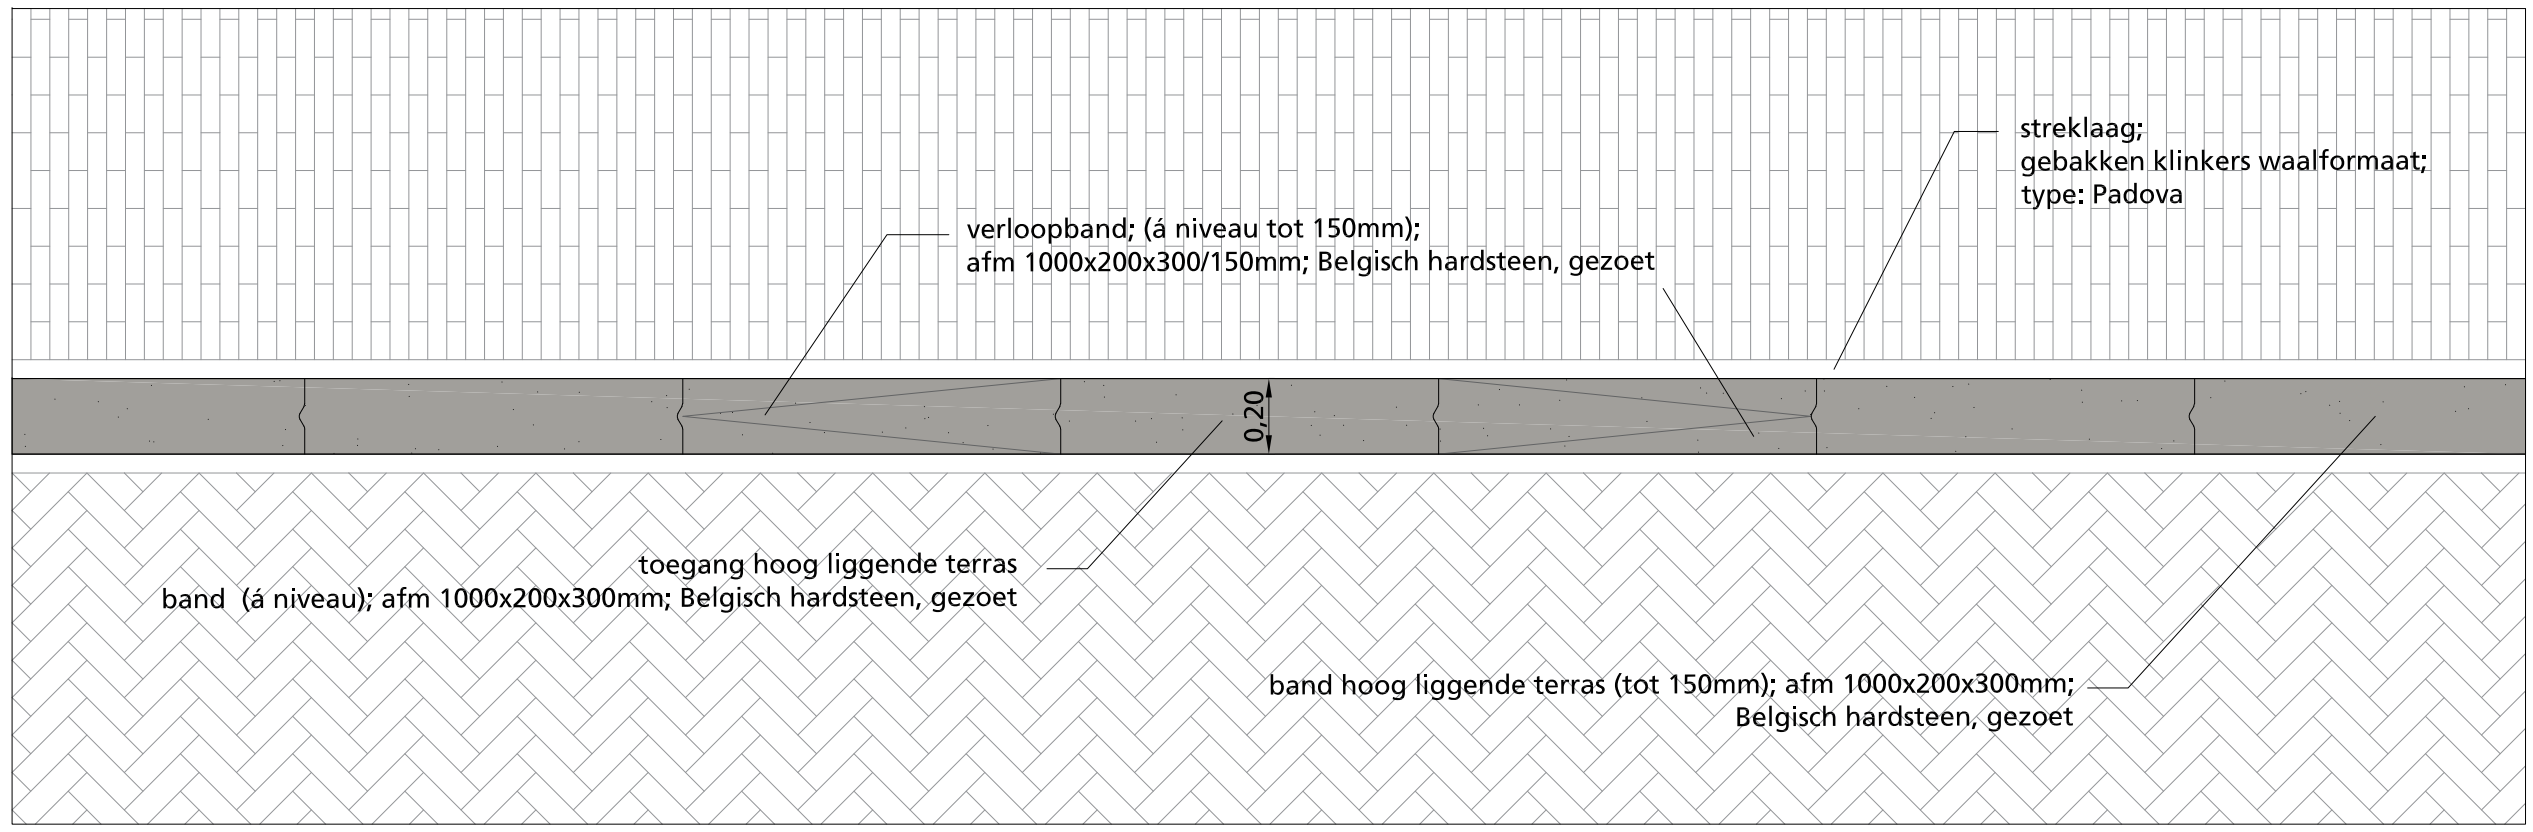 streklaag;
gebakken klinkers waalformaat;
type: Padova
verloopband; (á niveau tot 150mm);
afm 1000x200x300/150mm; Belgisch hardsteen, gezoet
0,20
toegang hoog liggende terras
band (á niveau); afm 1000x200x300mm; Belgisch hardsteen, gezoet
band hoog liggende terras (tot 150mm); afm 1000x200x300mm;
Belgisch hardsteen, gezoet